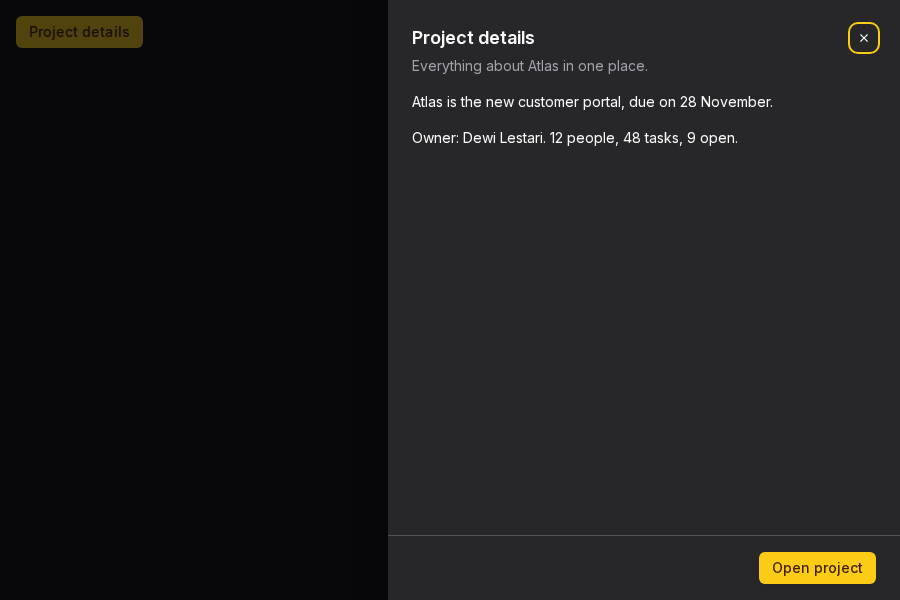 Project details
Project details
Everything about Atlas in one place.
Atlas is the new customer portal, due on 28 November.
Owner: Dewi Lestari. 12 people, 48 tasks, 9 open.
Open project